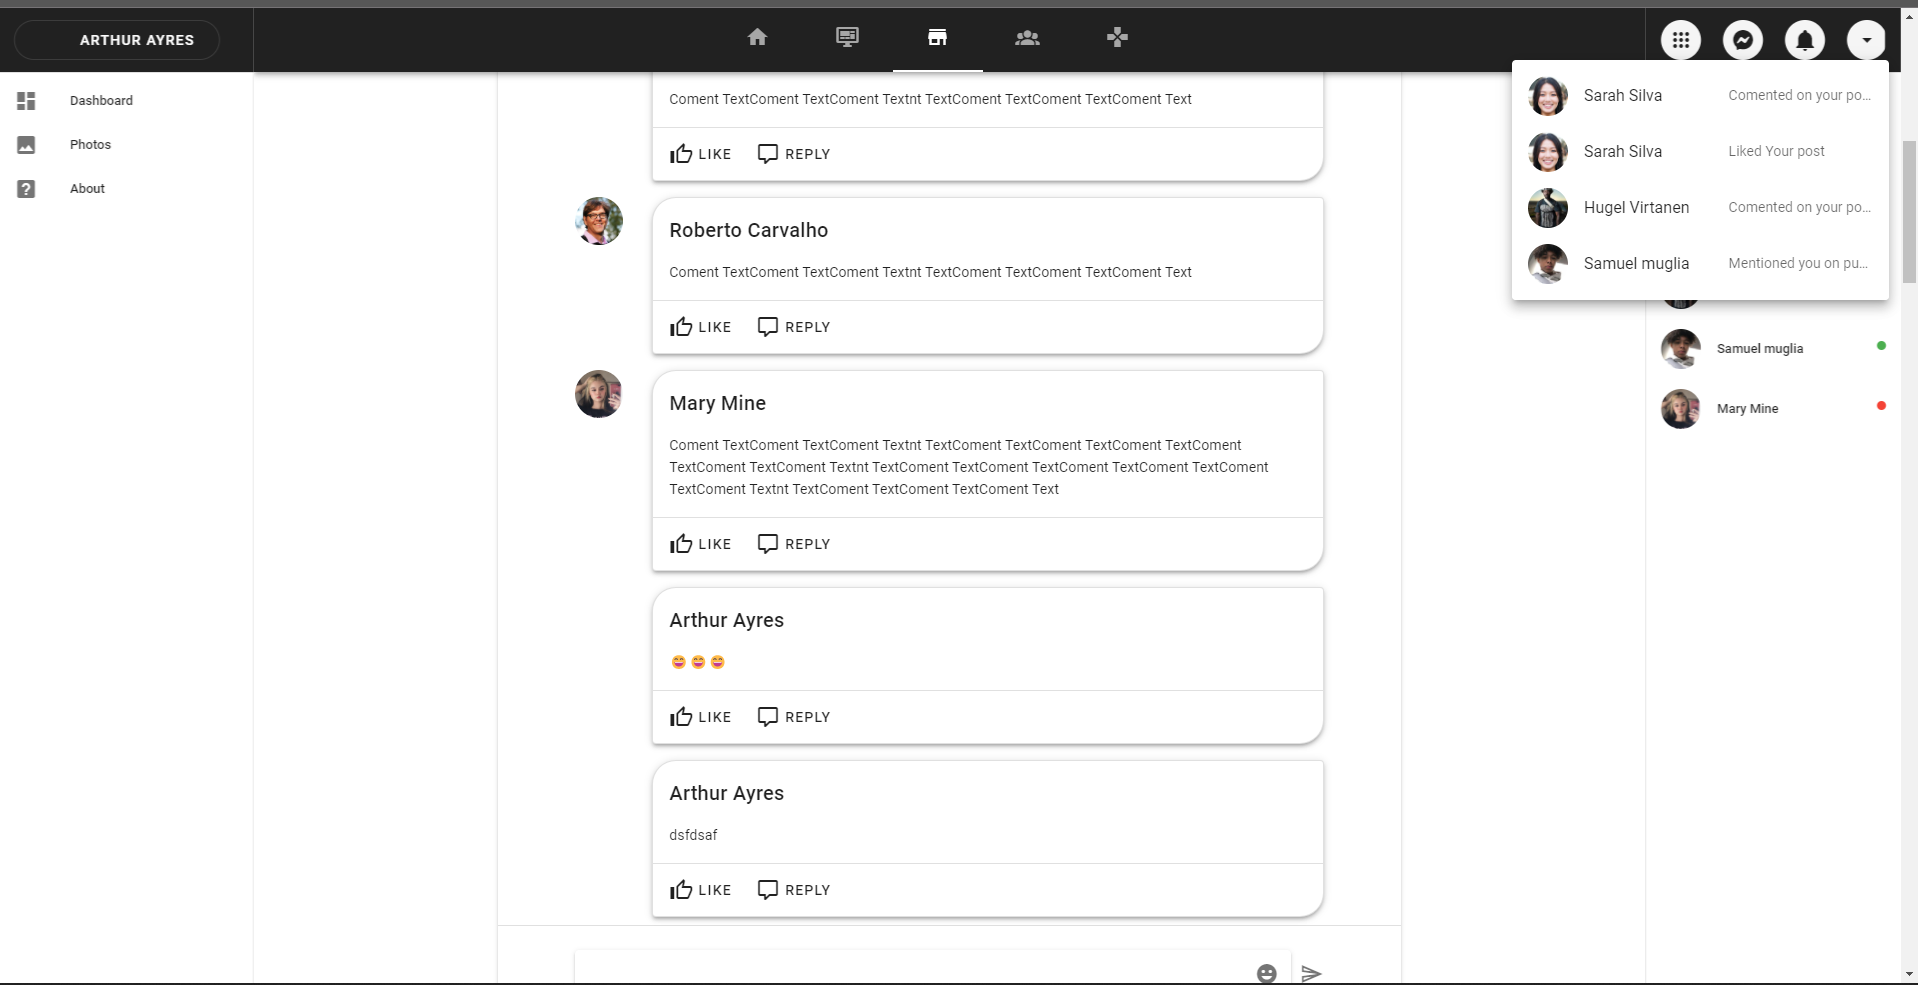 ARTHUR AYRES
Dashboard
Photos
About
Coment TextComent TextComent Textnt TextComent TextComent TextComent Text
LIKE REPLY
Roberto Carvalho
Coment TextComent TextComent Textnt TextComent TextComent TextComent Text
LIKE REPLY
Mary Mine
Coment TextComent TextComent Textnt TextComent TextComent TextComent TextComent
TextComent TextComent Textnt TextComent TextComent TextComent TextComent TextComent
TextComent Textnt TextComent TextComent TextComent Text
LIKE REPLY
Arthur Ayres
😄😄😄
LIKE REPLY
Arthur Ayres
dsfdsaf
LIKE REPLY
Sarah Silva Comented on your po...
Sarah Silva Liked Your post
Hugel Virtanen Comented on your po...
Samuel muglia Mentioned you on pu...
Samuel muglia
Mary Mine